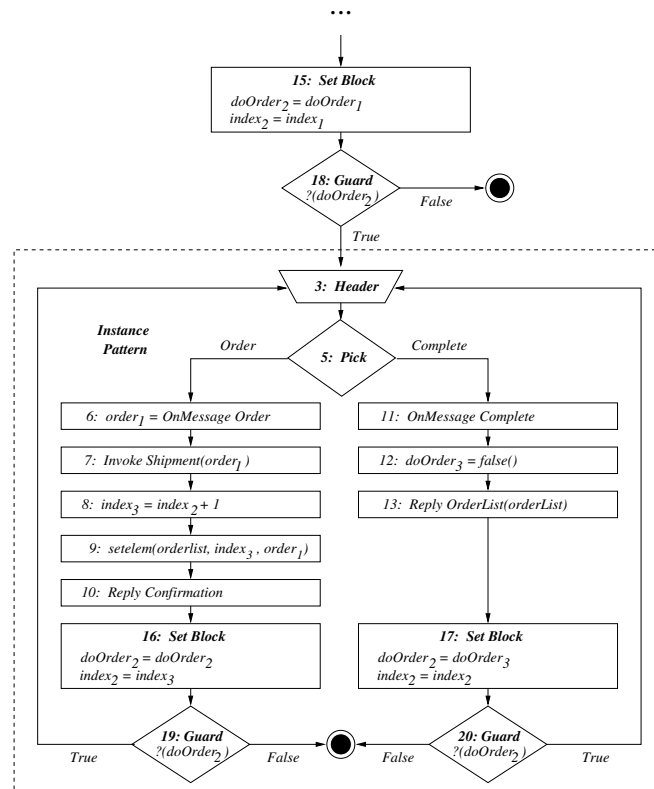 ...
15: Set Block
doOrder₂ = doOrder₁
index₂ = index₁
18: Guard
?(doOrder₂)
False
True
3: Header
Instance
Pattern
Order
5: Pick
Complete
6: order₁ = OnMessage Order
11: OnMessage Complete
7: Invoke Shipment(order₁)
12: doOrder₃ = false()
8: index₃ = index₂ + 1
13: Reply OrderList(orderList)
9: setelem(orderlist, index₃ , order₁)
10: Reply Confirmation
16: Set Block
doOrder₂ = doOrder₂
index₂ = index₃
17: Set Block
doOrder₂ = doOrder₃
index₂ = index₂
19: Guard
?(doOrder₂)
True
False
20: Guard
?(doOrder₂)
False
True